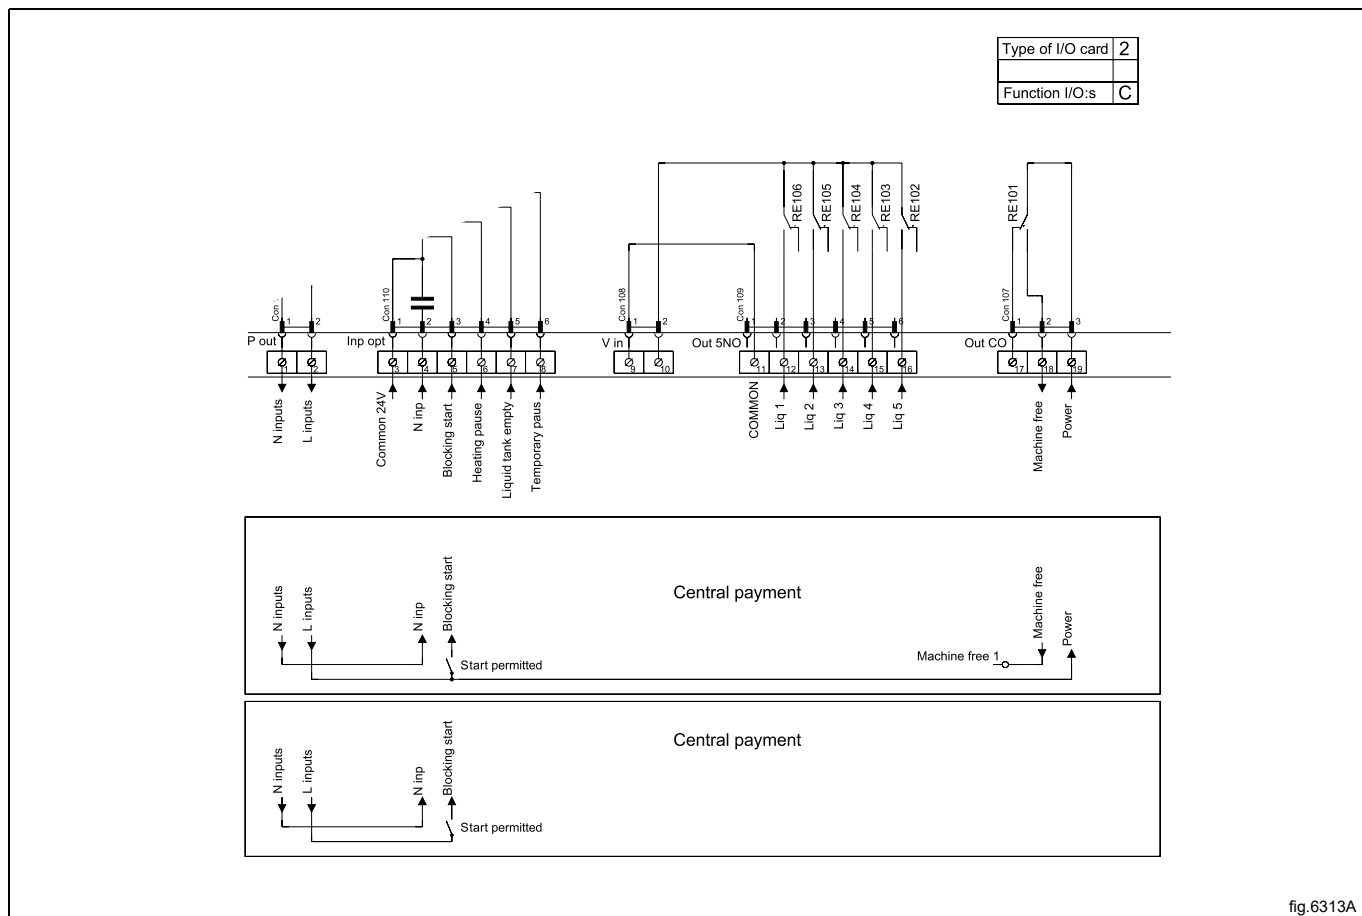 Type of I/O card 2
Function I/O:s C
RE106
RE105
RE104
RE103
RE102
RE101
Con
Con 110
Con 108
Con 109
Con 107
1 2
1 2 3 4 5 6
1 2
1 2 3 4 5 6
1 2 3
P out
Inp opt
V in
Out 5NO
Out CO
1 2
3 4 5 6 7 8
9 10
11 12 13 14 15 16
17 18 19
N inputs
L inputs
Common 24V
N inp
Blocking start
Heating pause
Liquid tank empty
Temporary paus
COMMON
Liq 1
Liq 2
Liq 3
Liq 4
Liq 5
Machine free
Power
Central payment
N inputs
L inputs
N inp
Blocking start
Start permitted
Machine free 1
Machine free
Power
Central payment
N inputs
L inputs
N inp
Blocking start
Start permitted
fig.6313A